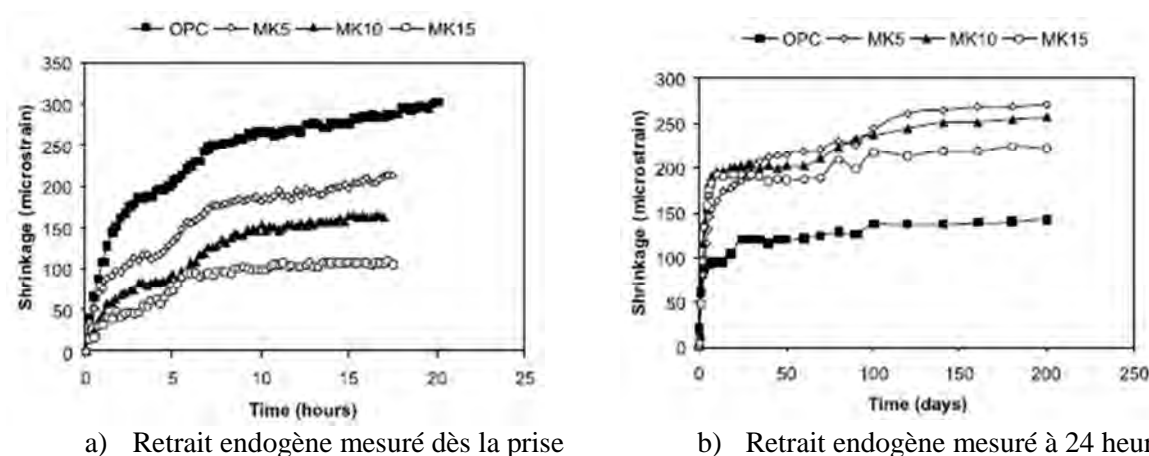 OPC MK5 MK10 MK15
350
300
250
200
150
100
50
0
Shrinkage (microstrain)
0 5 10 15 20 25
Time (hours)
a) Retrait endogène mesuré dès la prise
OPC MK5 MK10 MK15
300
250
200
150
100
50
0
Shrinkage (microstrain)
0 50 100 150 200 250
Time (days)
b) Retrait endogène mesuré à 24 heur